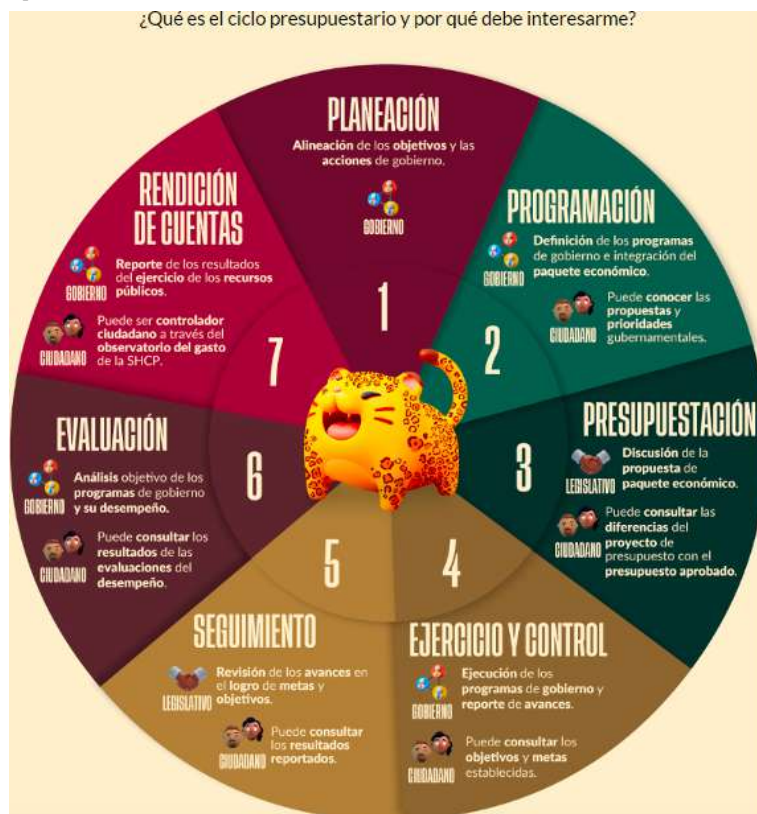 ¿Qué es el ciclo presupuestario y por qué debe interesarme?
PLANEACIÓN
Alineación de los objetivos y las
acciones de gobierno.
GOBIERNO
1
PROGRAMACIÓN
Definición de los programas
de gobierno e integración del
paquete económico.
GOBIERNO
Puede conocer las
propuestas y
prioridades
gubernamentales.
CIUDADANO
2
PRESUPUESTACIÓN
Discusión de la
propuesta de
paquete económico.
LEGISLATIVO
Puede consultar las
diferencias del
proyecto de
presupuesto con el
presupuesto aprobado.
CIUDADANO
3
EJERCICIO Y CONTROL
Ejecución de los
programas de gobierno y
reporte de avances.
GOBIERNO
Puede consultar los
objetivos y metas
establecidas.
CIUDADANO
4
SEGUIMIENTO
Revisión de los avances en
el logro de metas y
objetivos.
LEGISLATIVO
Puede consultar
los resultados
reportados.
CIUDADANO
5
EVALUACIÓN
Análisis objetivo de los
programas de gobierno
y su desempeño.
GOBIERNO
Puede consultar los
resultados de las
evaluaciones del
desempeño.
CIUDADANO
6
RENDICIÓN
DE CUENTAS
Reporte de los resultados
del ejercicio de los recursos
públicos.
GOBIERNO
Puede ser controlador
ciudadano a través del
observatorio del gasto
de la SHCP.
CIUDADANO
7